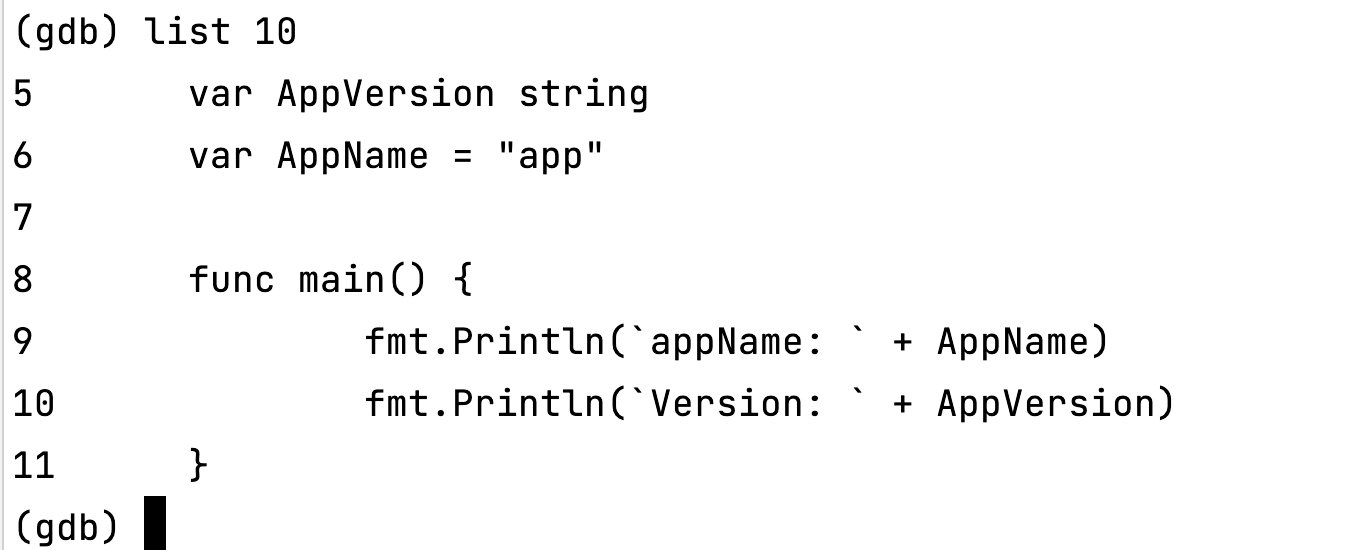 (gdb) list 10
5       var AppVersion string
6       var AppName = "app"
7
8       func main() {
9               fmt.Println(`appName: ` + AppName)
10              fmt.Println(`Version: ` + AppVersion)
11      }
(gdb)